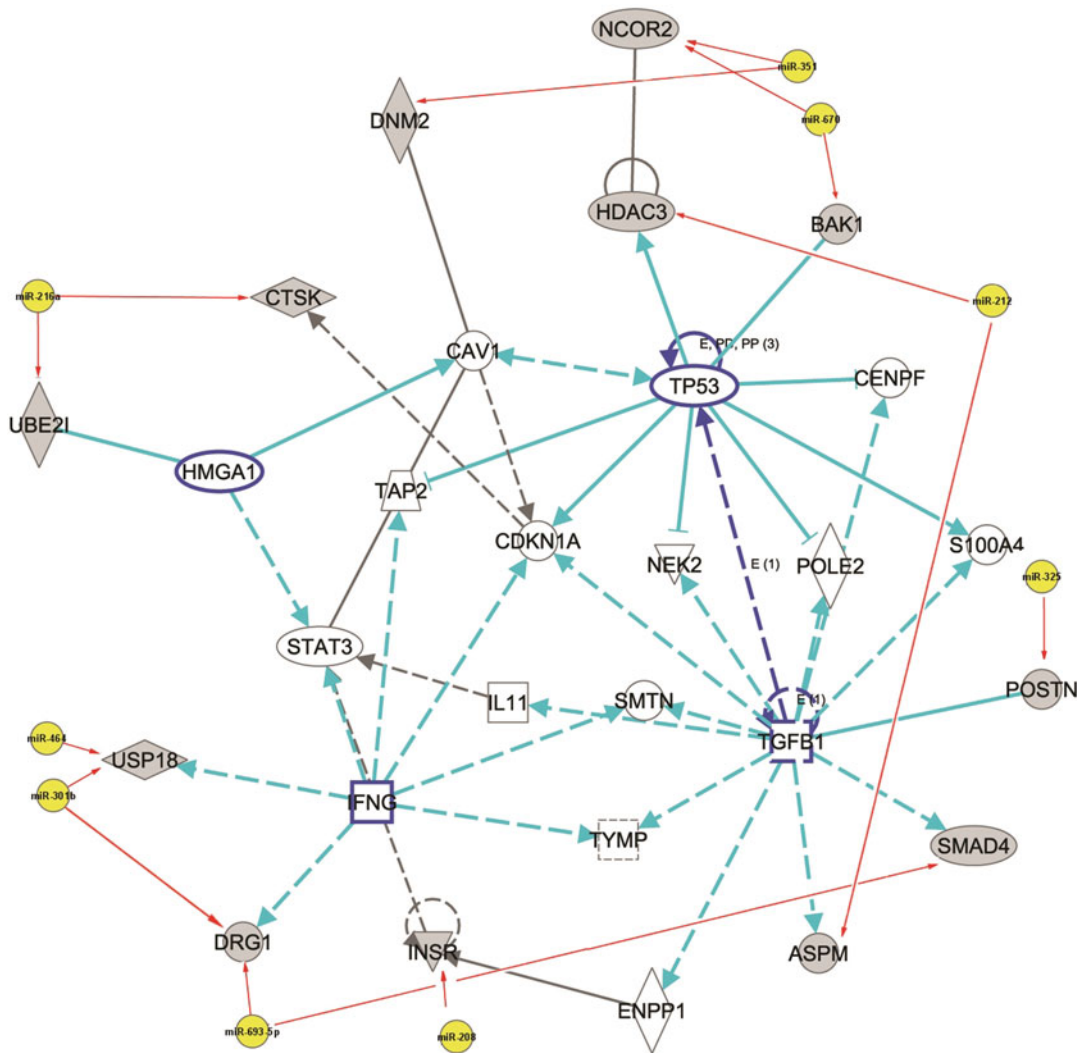 NCOR2
miR-351
DNM2
miR-670
HDAC3
BAK1
miR-216a
CTSK
miR-212
E, PD, PP (3)
CAV1
TP53
CENPF
UBE2I
HMGA1
TAP2
CDKN1A
NEK2
E (1)
POLE2
S100A4
miR-325
STAT3
IL11
SMTN
E (4)
POSTN
miR-464
USP18
TGFB1
miR-301b
IFNG
TYMP
SMAD4
DRG1
INSR
ASPM
ENPP1
miR-693-5p
miR-208